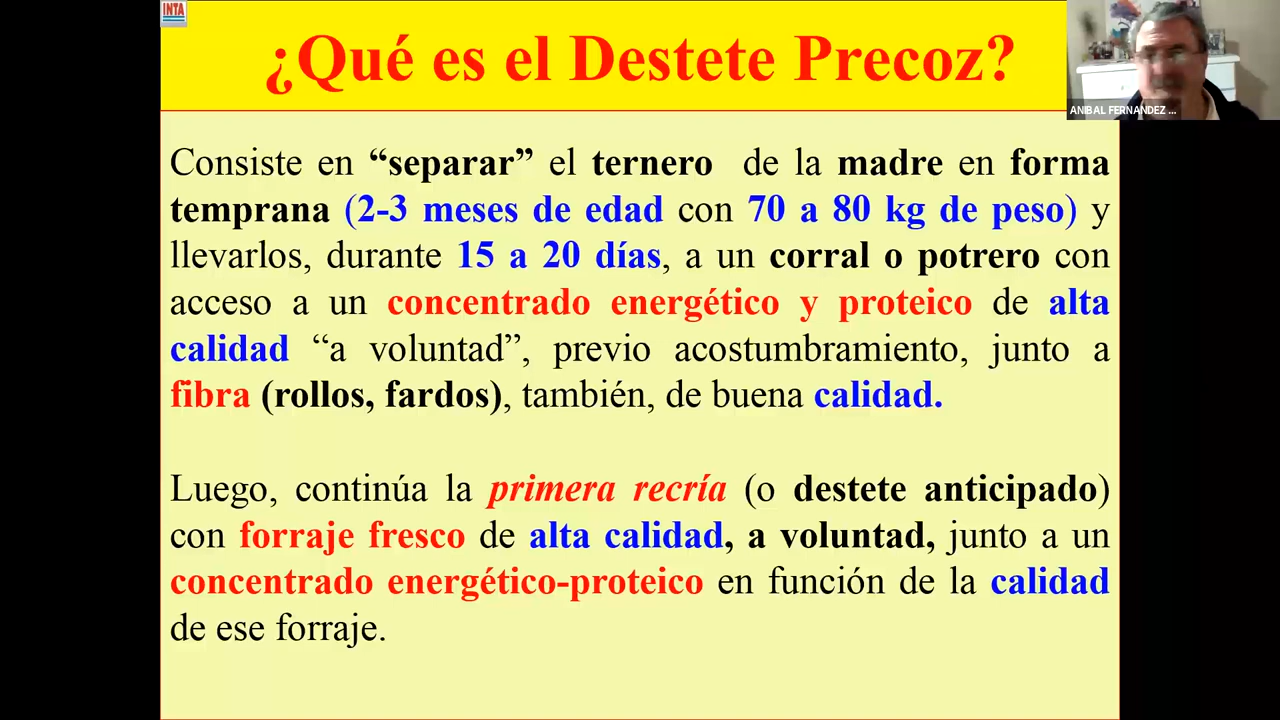 INTA
¿Qué es el Destete Precoz?
ANIBAL FERNANDEZ ...
Consiste en “separar” el ternero de la madre en forma
temprana (2-3 meses de edad con 70 a 80 kg de peso) y
llevarlos, durante 15 a 20 días, a un corral o potrero con
acceso a un concentrado energético y proteico de alta
calidad “a voluntad”, previo acostumbramiento, junto a
fibra (rollos, fardos), también, de buena calidad.
Luego, continúa la primera recría (o destete anticipado)
con forraje fresco de alta calidad, a voluntad, junto a un
concentrado energético-proteico en función de la calidad
de ese forraje.